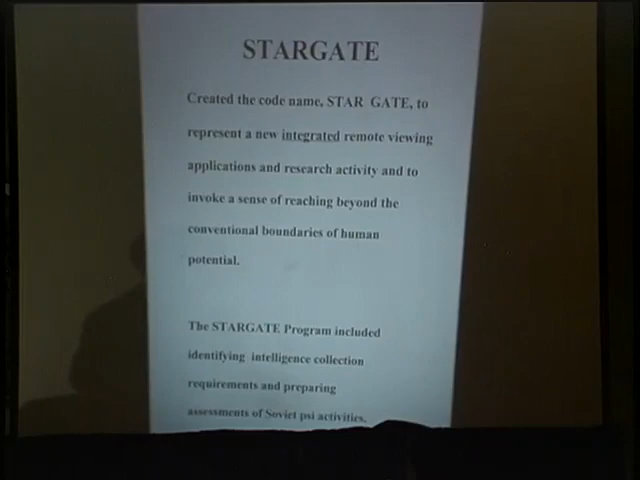 STARGATE
Created the code name, STAR GATE, to
represent a new integrated remote viewing
applications and research activity and to
invoke a sense of reaching beyond the
conventional boundaries of human
potential.
The STARGATE Program included
identifying intelligence collection
requirements and preparing
assessments of Soviet psi activities.